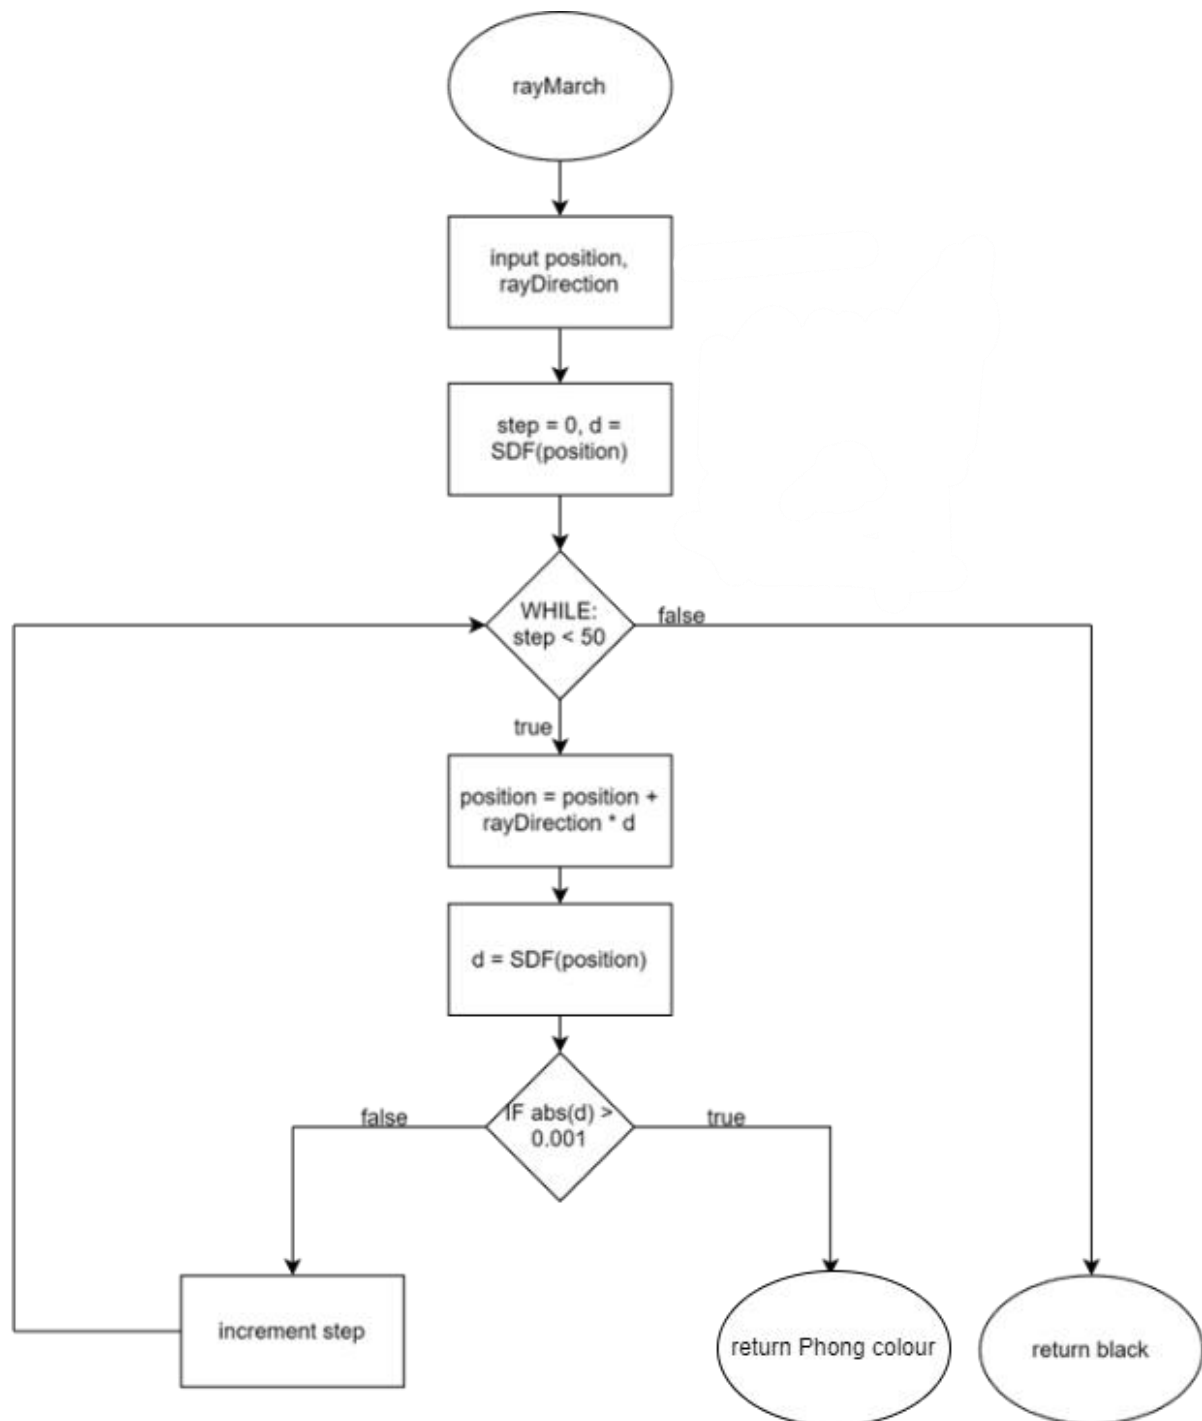 rayMarch
input position,
rayDirection
step = 0, d =
SDF(position)
WHILE:
step < 50
false
true
position = position +
rayDirection * d
d = SDF(position)
IF abs(d) >
0.001
false
true
increment step
return Phong colour
return black